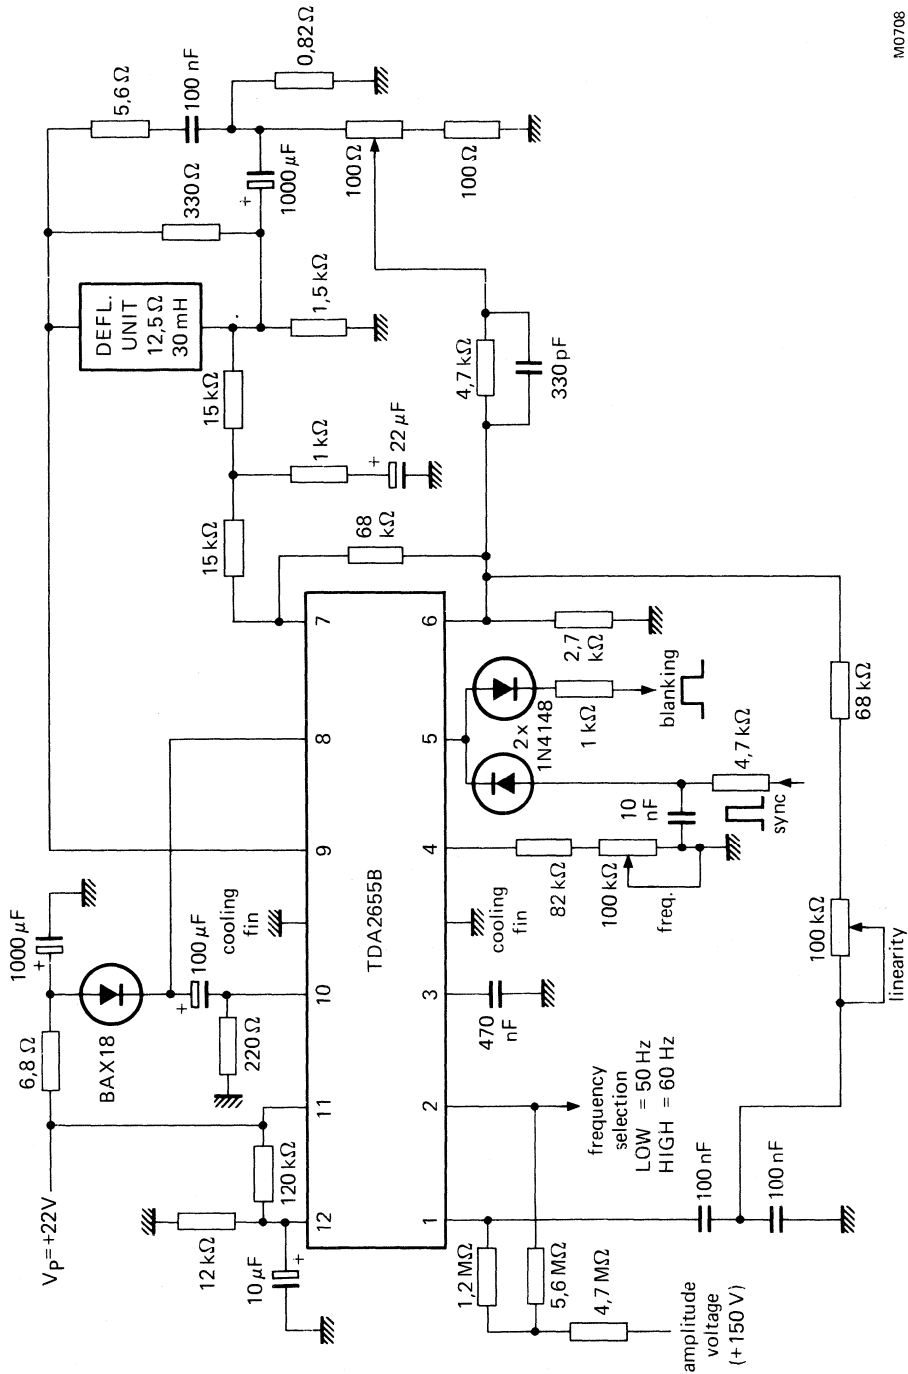 M0708
Vp=+22V
6,8 Ω
1000 μF
+
BAX18
+
100 μF
220Ω
cooling
fin
DEFL.
UNIT
12,5 Ω
30 mH
330Ω
5,6 Ω
100 nF
0,82Ω
+
1000 μF
100Ω
100Ω
1,5 kΩ
15 kΩ
15 kΩ
1 kΩ
+
22 μF
68
kΩ
4,7 kΩ
330 pF
12 kΩ
120 kΩ
10 μF
+
12
11
10
9
8
7
TDA2655B
1
2
3
4
5
6
1,2 MΩ
5,6 MΩ
4,7 MΩ
amplitude
voltage
(+150 V)
frequency
selection
LOW = 50 Hz
HIGH = 60 Hz
470
nF
cooling
fin
82 kΩ
100 kΩ
freq.
10
nF
2 x
1N4148
4,7 kΩ
sync
1 kΩ
blanking
2,7
kΩ
100 nF
100 nF
100 kΩ
linearity
68 kΩ